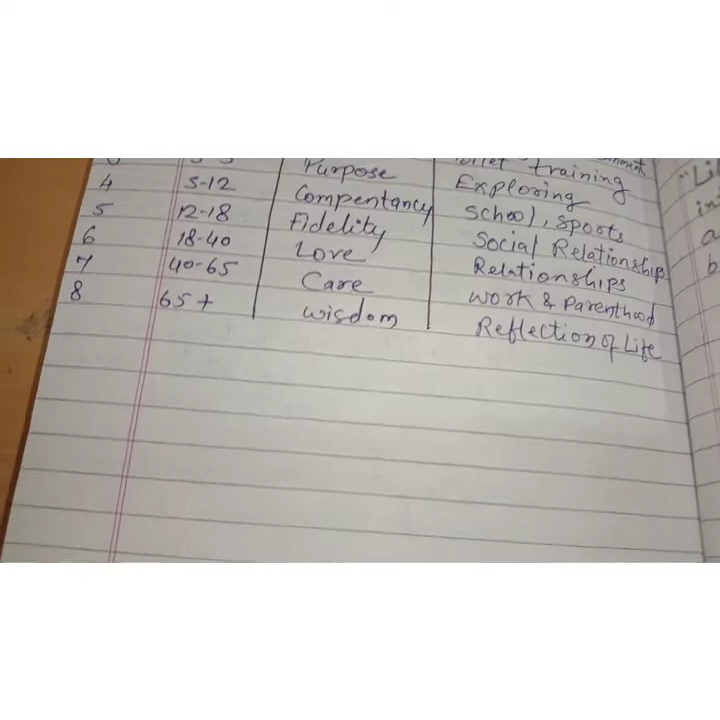 Purpose training
4 5-12 Compentancy Exploring
5 12-18 Fidelity School, sports
6 18-40 Love Social Relationships
7 40-65 Care Relationships
8 65+ wisdom work & parenthood
Reflection of Life